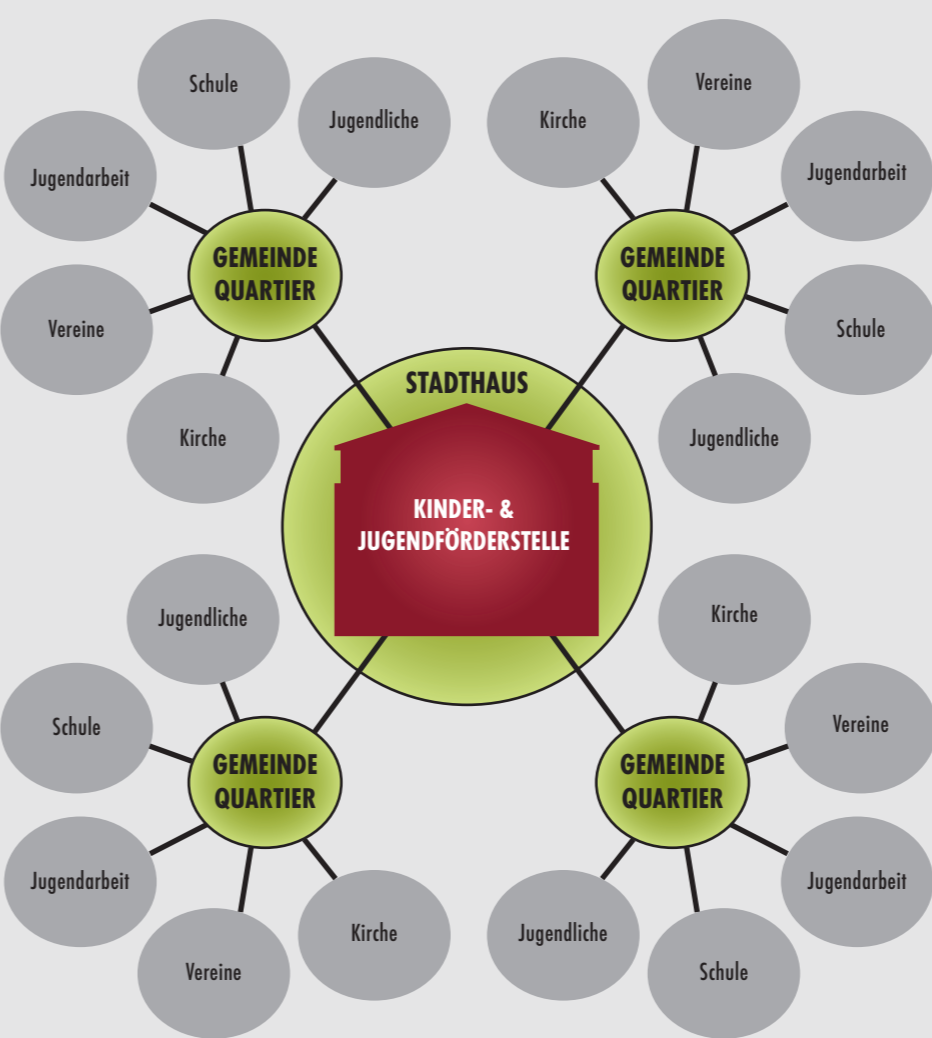 Schule
Jugendliche
Jugendarbeit
GEMEINDE
QUARTIER
Vereine
Kirche
Kirche
Vereine
Jugendarbeit
GEMEINDE
QUARTIER
Schule
Jugendliche
STADTHAUS
KINDER- &
JUGENDFÖRDERSTELLE
Jugendliche
Schule
GEMEINDE
QUARTIER
Jugendarbeit
Vereine
Kirche
Kirche
Vereine
GEMEINDE
QUARTIER
Jugendarbeit
Jugendliche
Schule